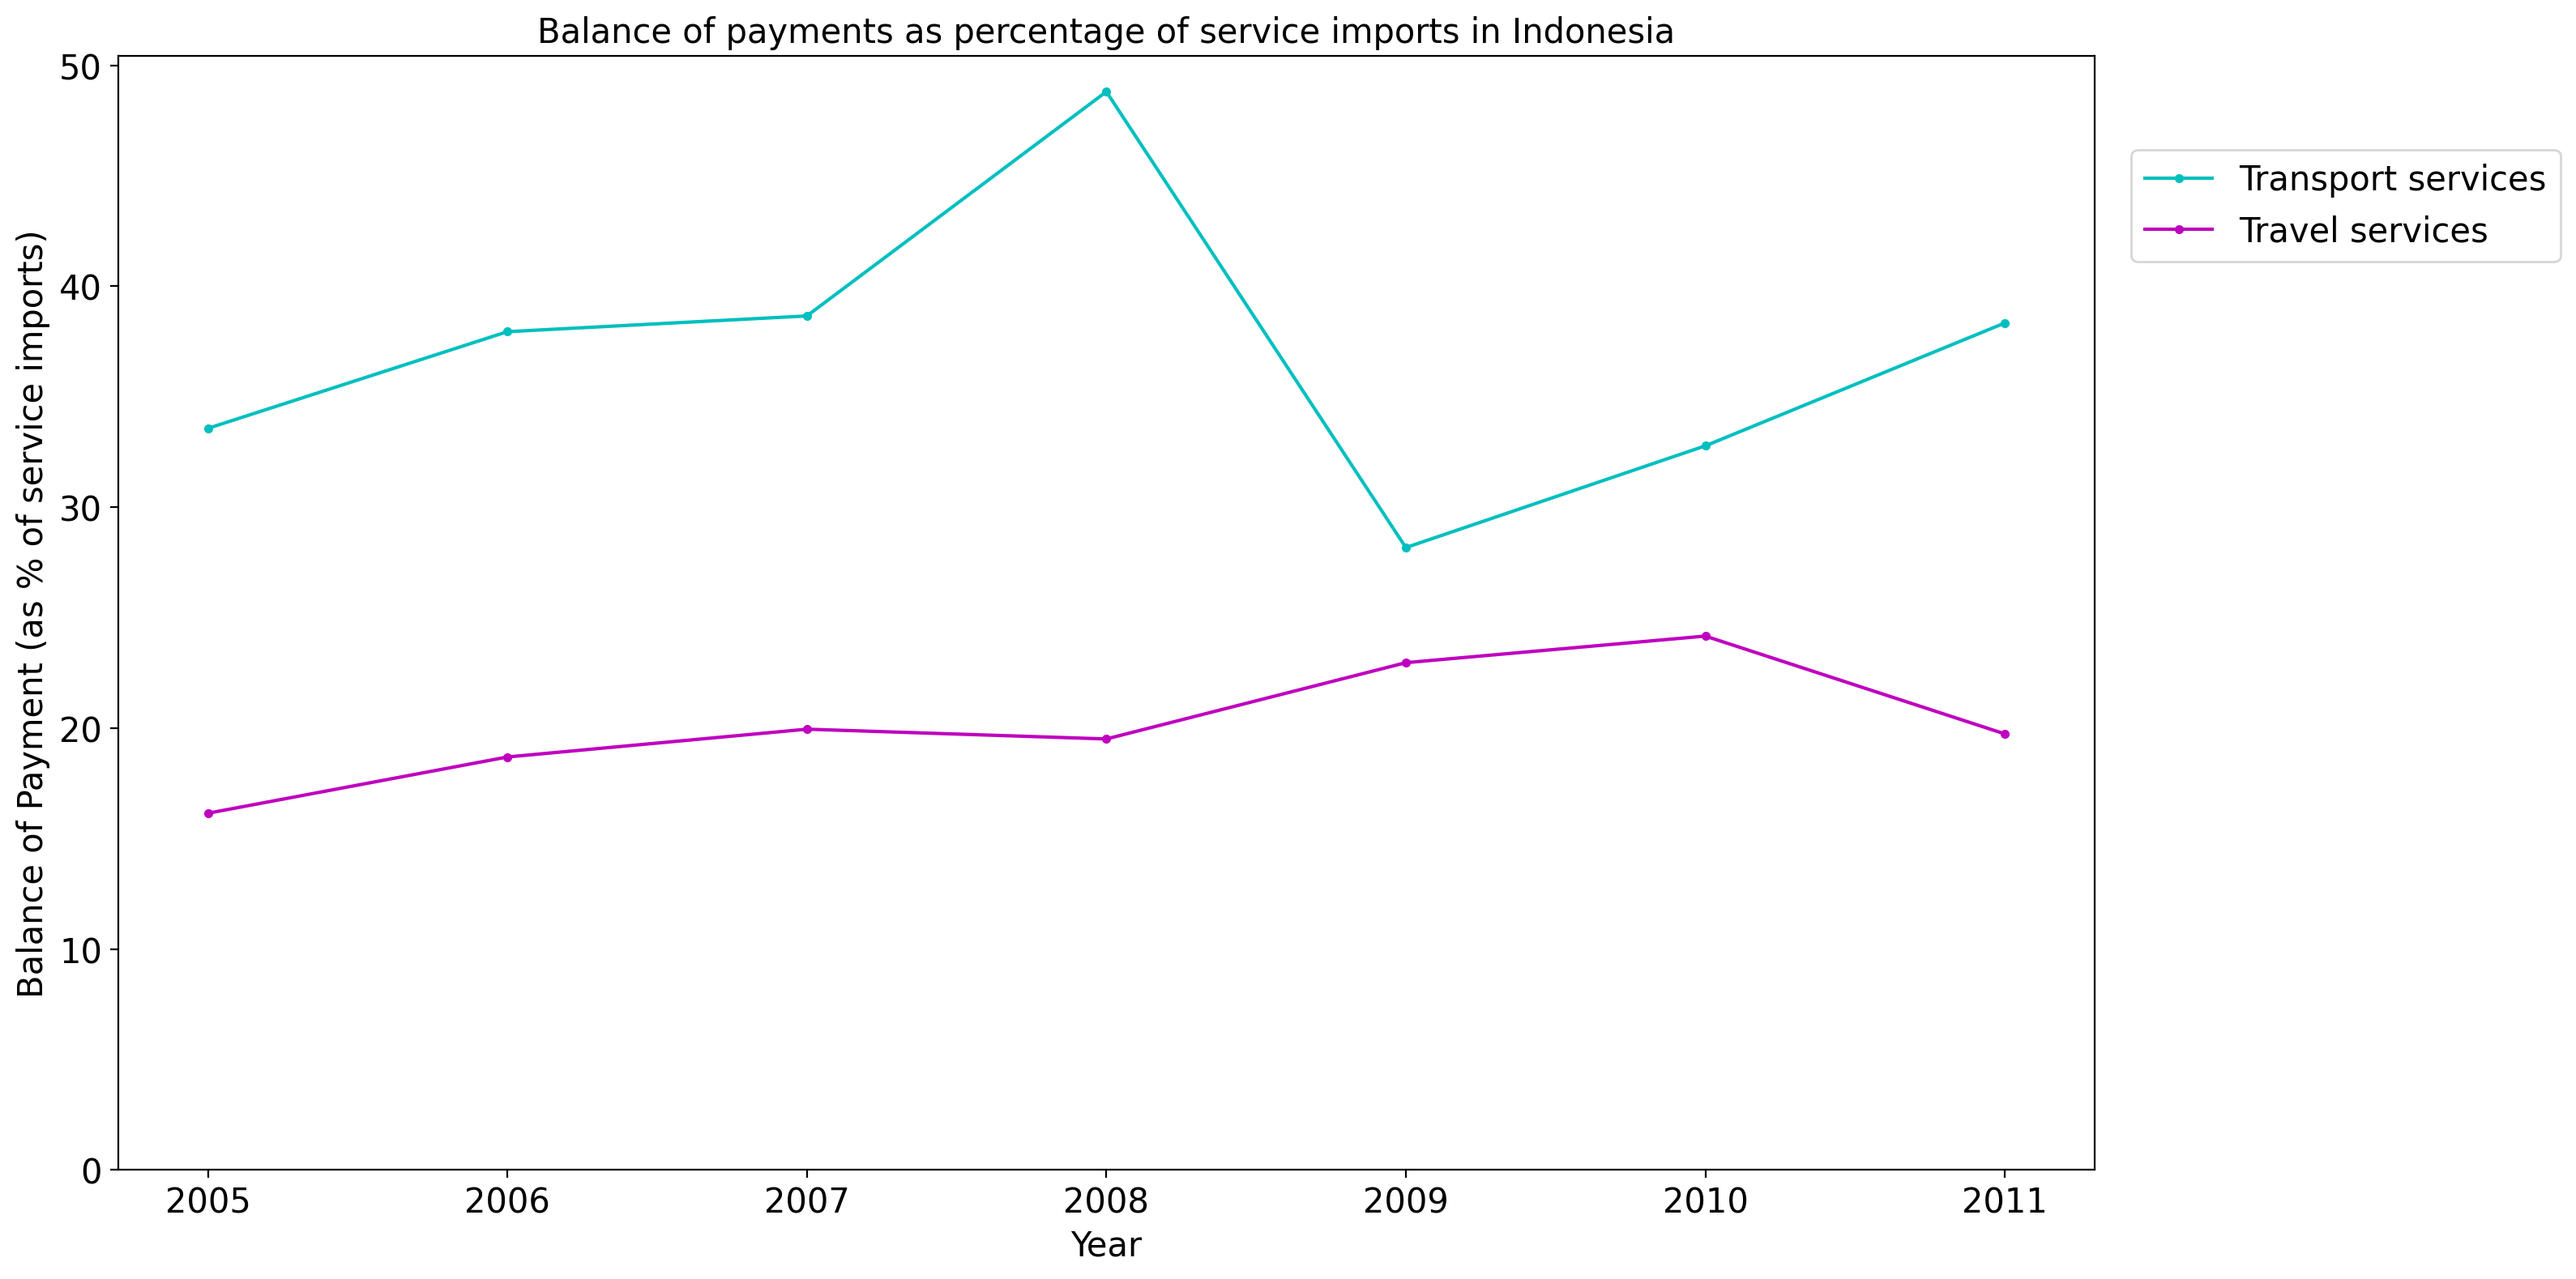 Balance of payments as percentage of service imports in Indonesia
Balance of Payment (as % of service imports)
50
40
30
20
10
0
2005 2006 2007 2008 2009 2010 2011
Year
Transport services
Travel services